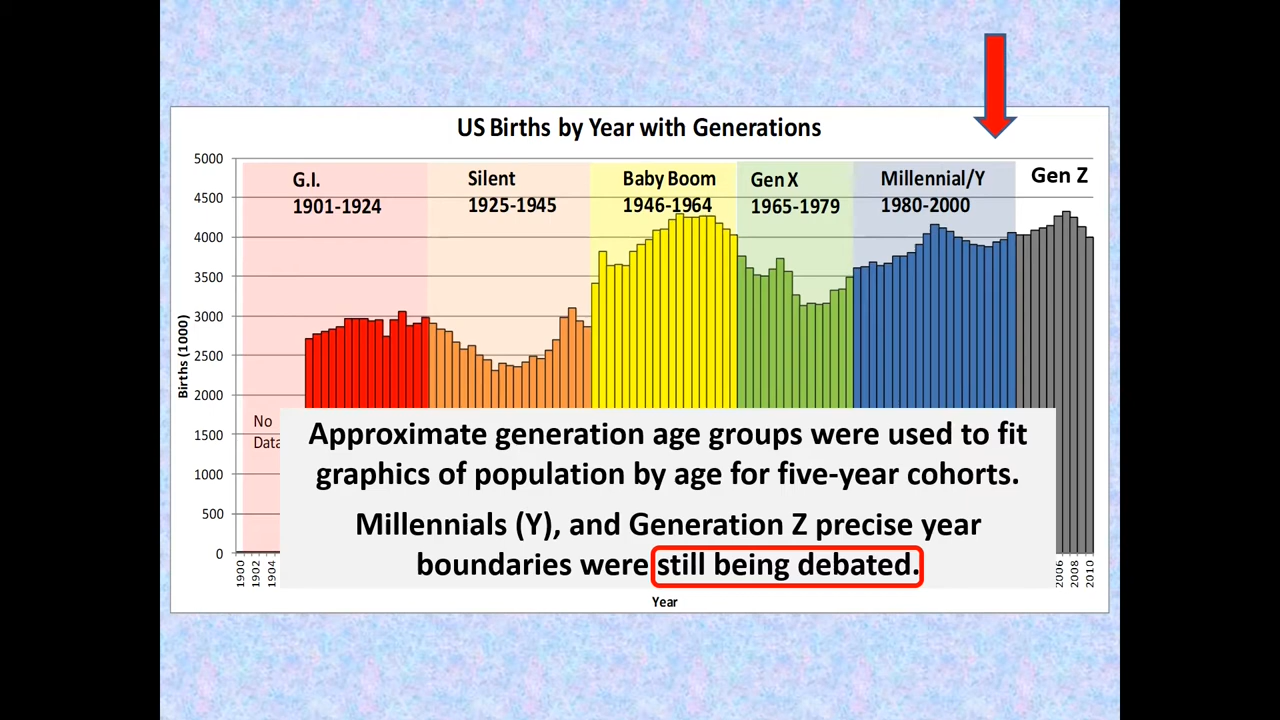 US Births by Year with Generations
5000
4500
4000
3500
3000
2500
2000
1500
1000
500
0
Births (1000)
G.I.
1901-1924
Silent
1925-1945
Baby Boom
1946-1964
Gen X
1965-1979
Millennial/Y
1980-2000
Gen Z
No
Data
Approximate generation age groups were used to fit
graphics of population by age for five-year cohorts.
Millennials (Y), and Generation Z precise year
boundaries were still being debated.
1900
1902
1904
2006
2008
2010
Year